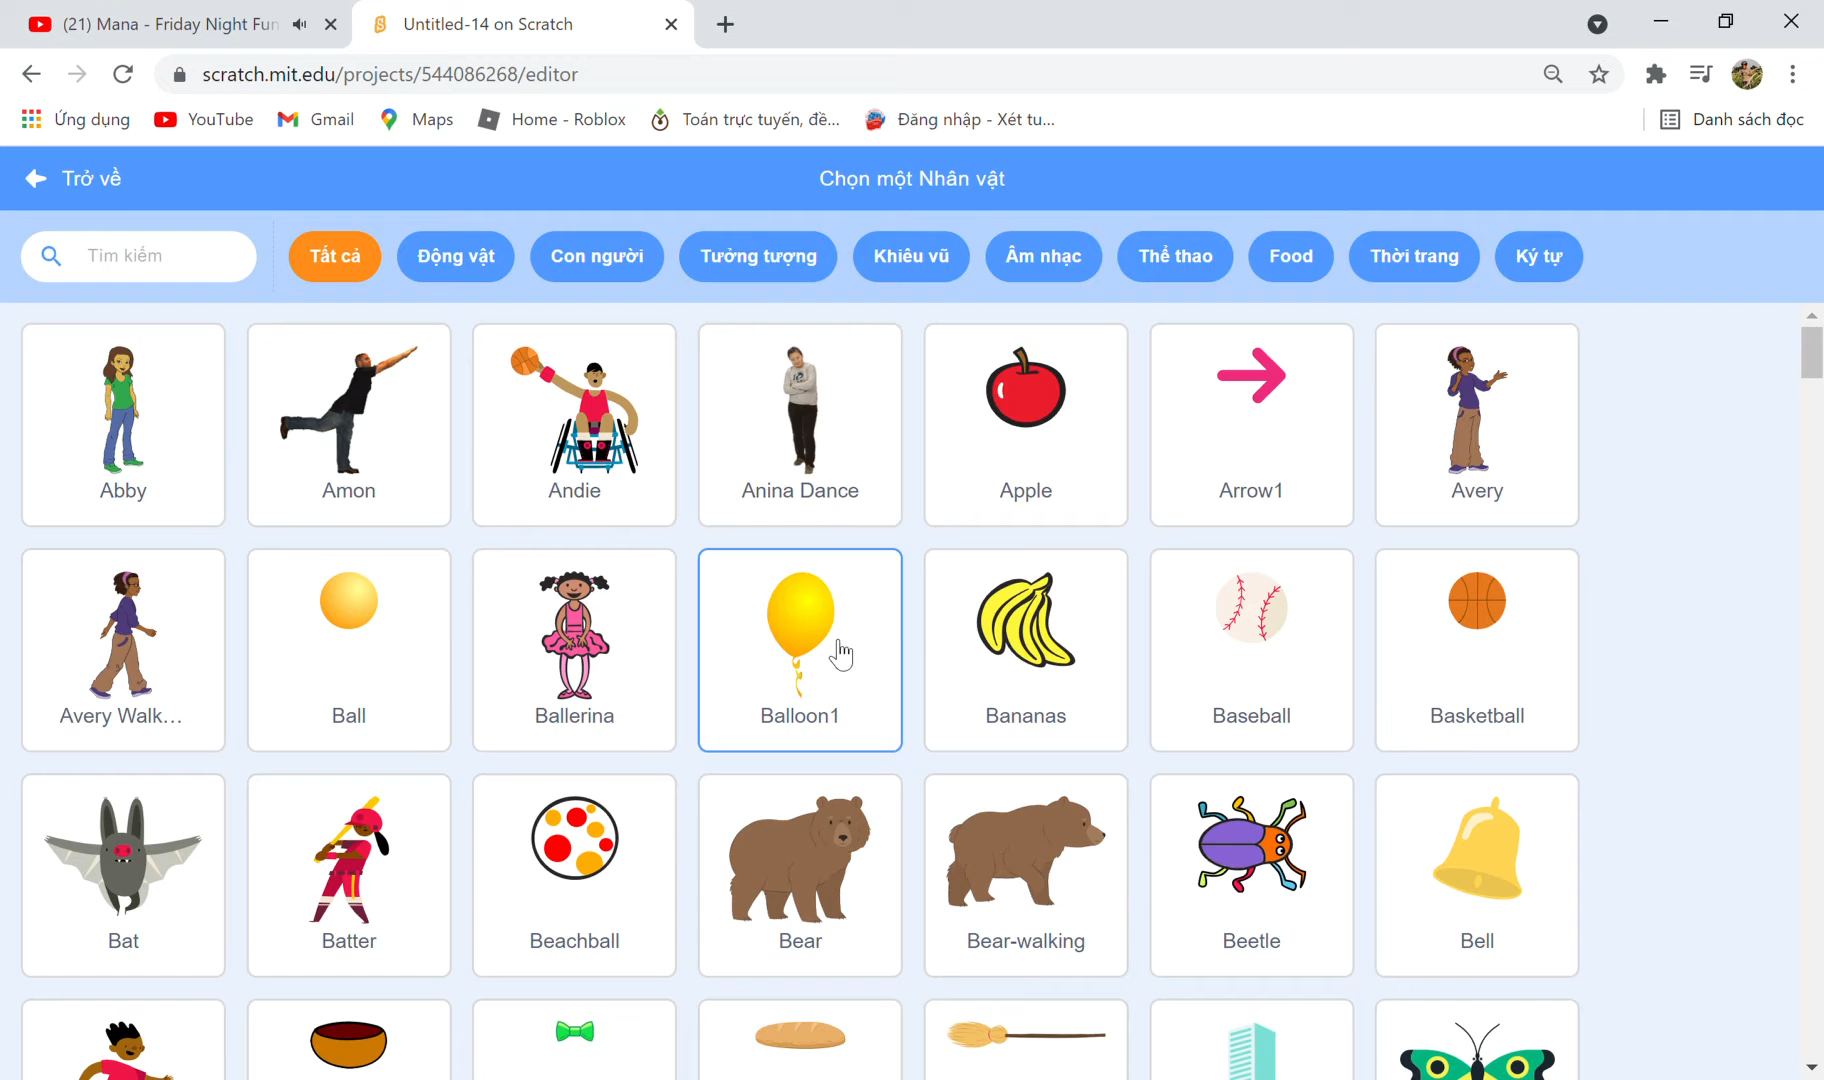 (21) Mana - Friday Night Fun
Untitled-14 on Scratch
scratch.mit.edu/projects/544086268/editor
Ứng dụng
YouTube
Gmail
Maps
Home - Roblox
Toán trực tuyến, đề...
Đăng nhập - Xét tu...
Danh sách đọc
Trở về
Chọn một Nhân vật
Tìm kiếm
Tất cả
Động vật
Con người
Tưởng tượng
Khiêu vũ
Âm nhạc
Thể thao
Food
Thời trang
Ký tự
Abby
Amon
Andie
Anina Dance
Apple
Arrow1
Avery
Avery Walk...
Ball
Ballerina
Balloon1
Bananas
Baseball
Basketball
Bat
Batter
Beachball
Bear
Bear-walking
Beetle
Bell